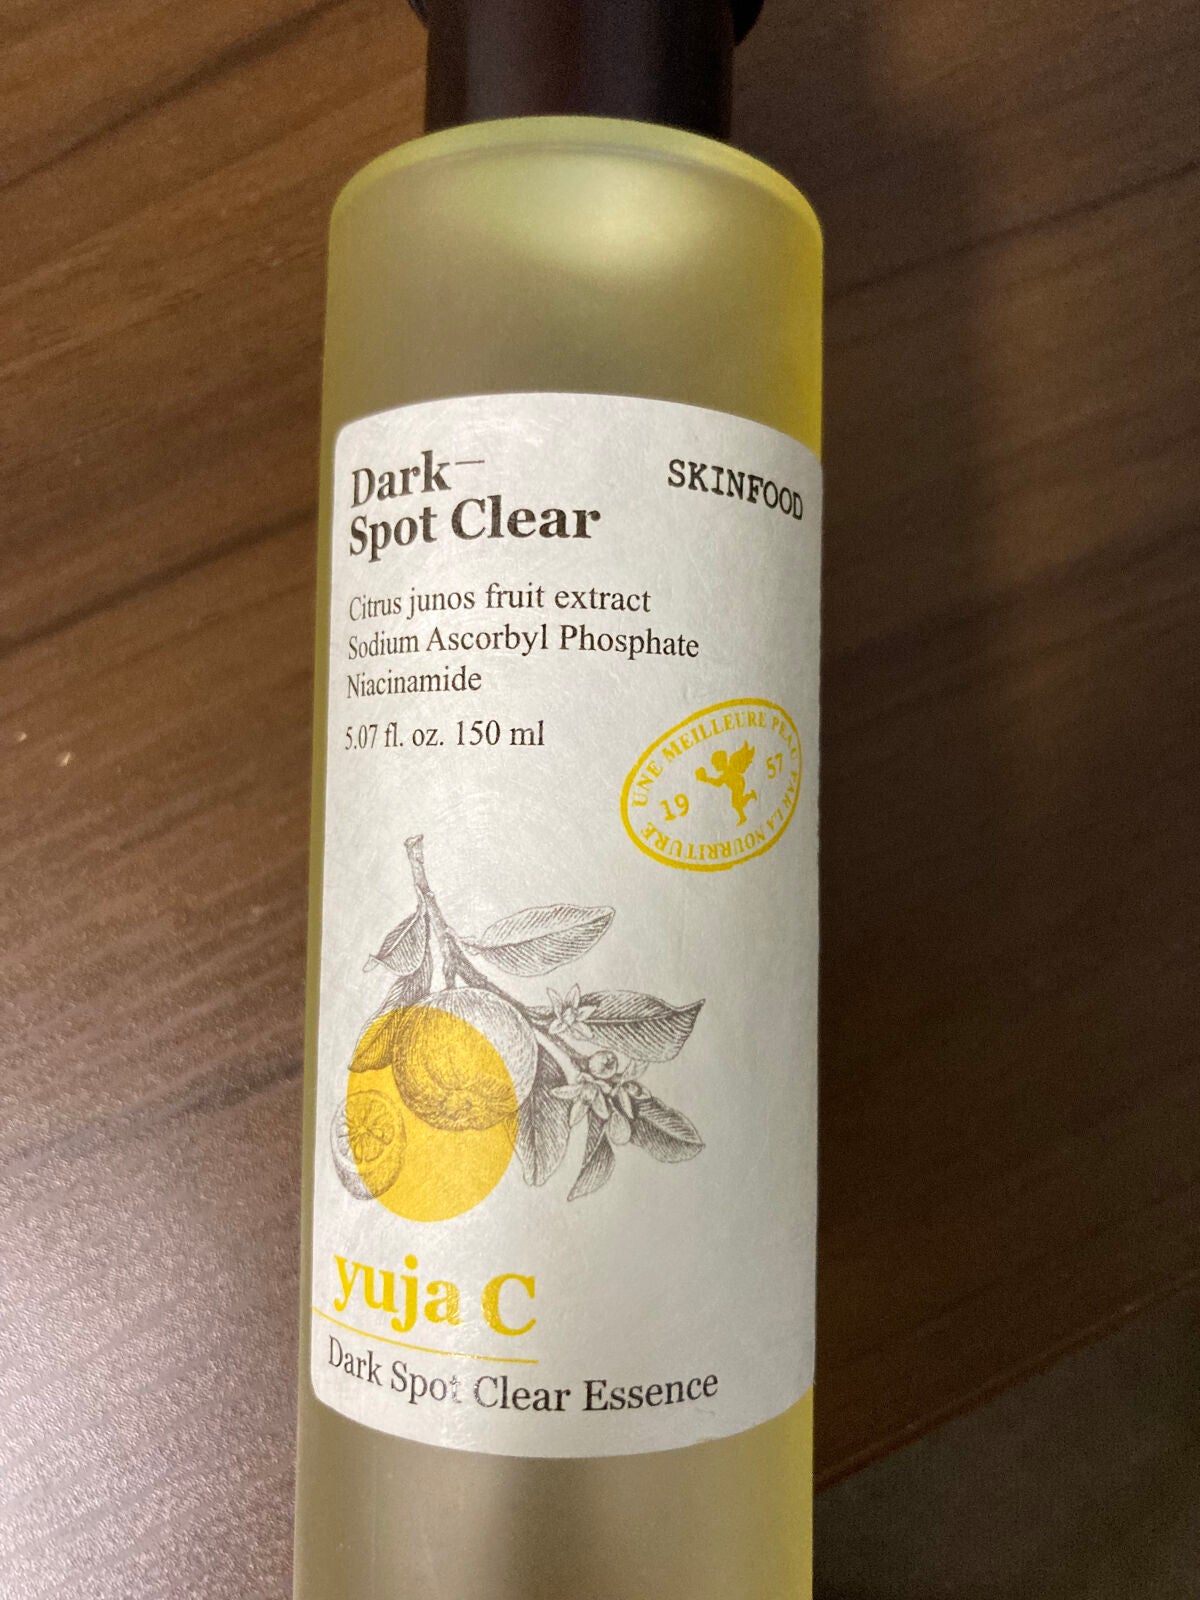 Dark—
Spot Clear
SKINFOOD
Citrus junos fruit extract
Sodium Ascorbyl Phosphate
Niacinamide
5.07 fl. oz. 150 ml
UNE MEILLEURE PEAU PAR LA NOURRITURE
19 57
yuja C
Dark Spot Clear Essence